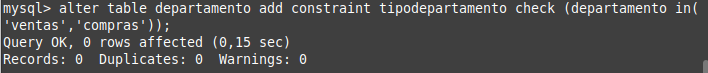 mysql> alter table departamento add constraint tipodepartamento check (departamento in(
'ventas','compras'));
Query OK, 0 rows affected (0,15 sec)
Records: 0  Duplicates: 0  Warnings: 0